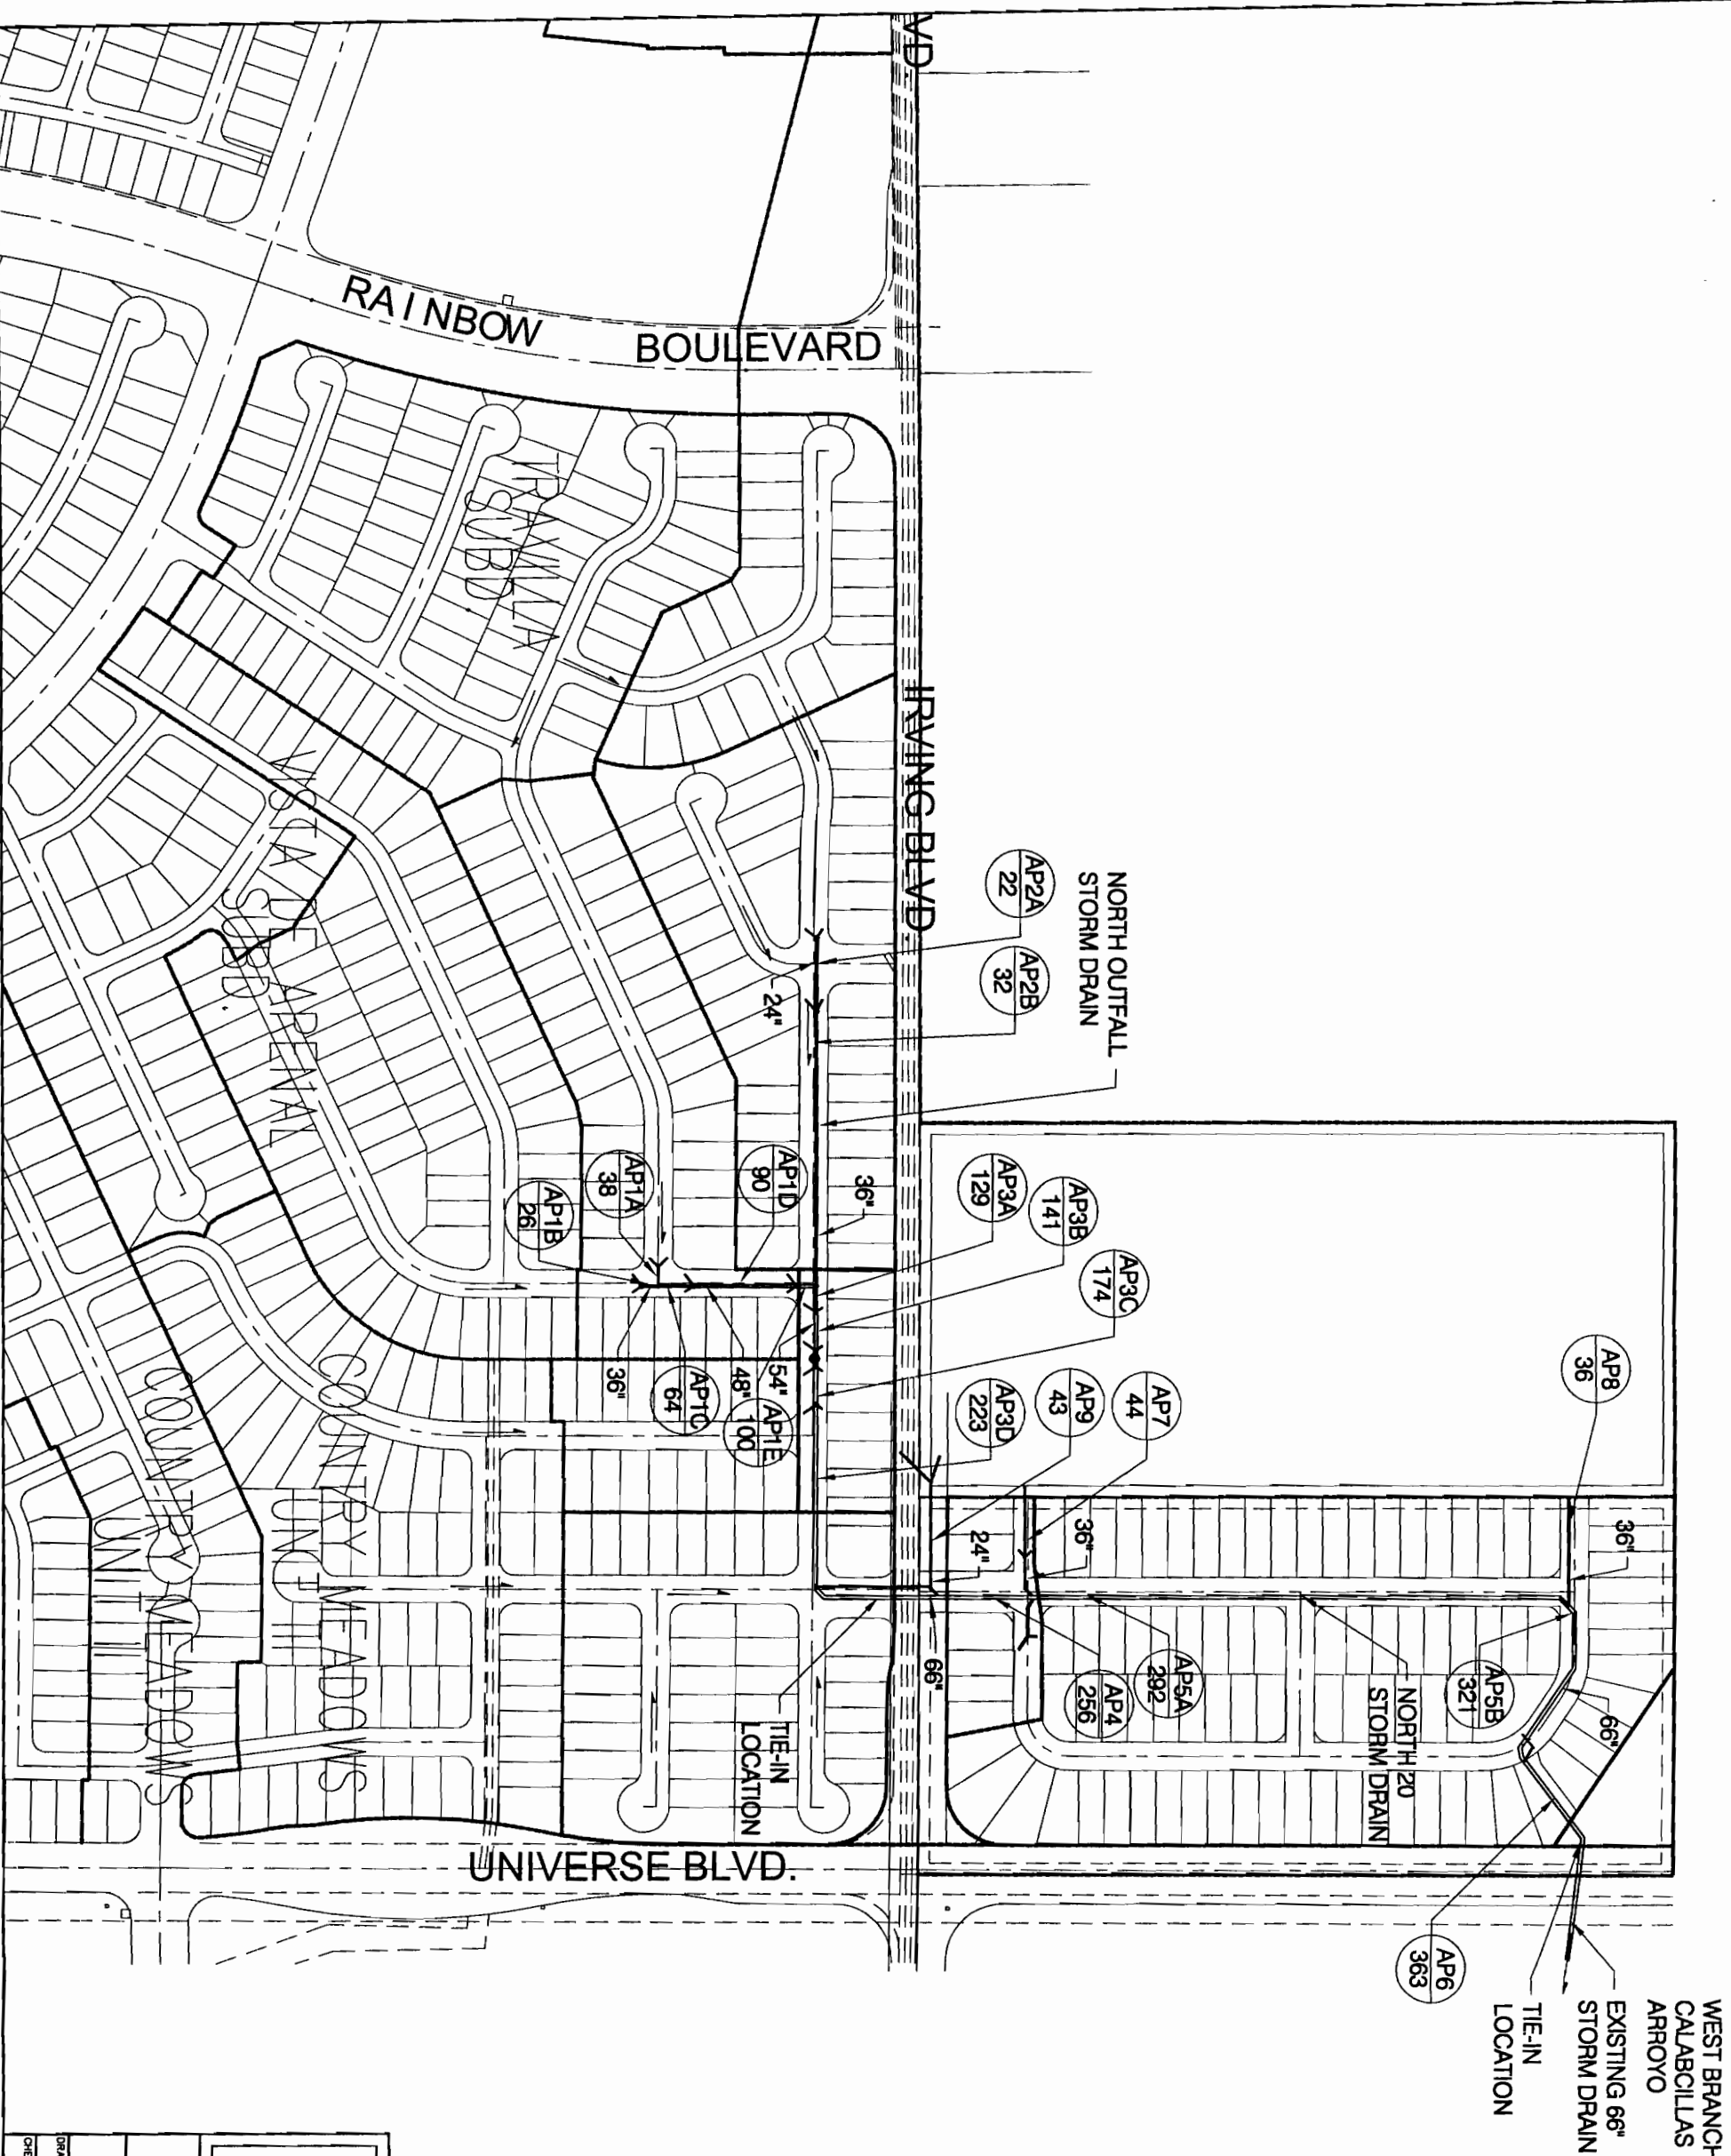 WEST BRANCH
CALABCILLAS
ARROYO
EXISTING 66"
STORM DRAIN
TIE-IN
LOCATION
AP6
363
AP8
36
36"
66"
AP5B
321
NORTH 20
STORM DRAIN
AP5A
292
AP4
256
66"
AP7
44
AP9
43
AP3D
223
36"
24"
AP3C
174
AP3B
141
AP3A
129
NORTH OUTFALL
STORM DRAIN
AP2A
22
AP2B
32
IRVING BLVD
VD
36"
24"
AP1D
90
AP1A
38
AP1B
26
54"
AP1E
100
48"
AP1C
64
36"
TIE-IN
LOCATION
RAINBOW
BOULEVARD
UNIVERSE BLVD.
SUBD
VISTA DE APENAL
SUBD.
COUNTRY MEADOWS
UNIT
COUNTRY MEADOWS
UNIT
DRA
CHE